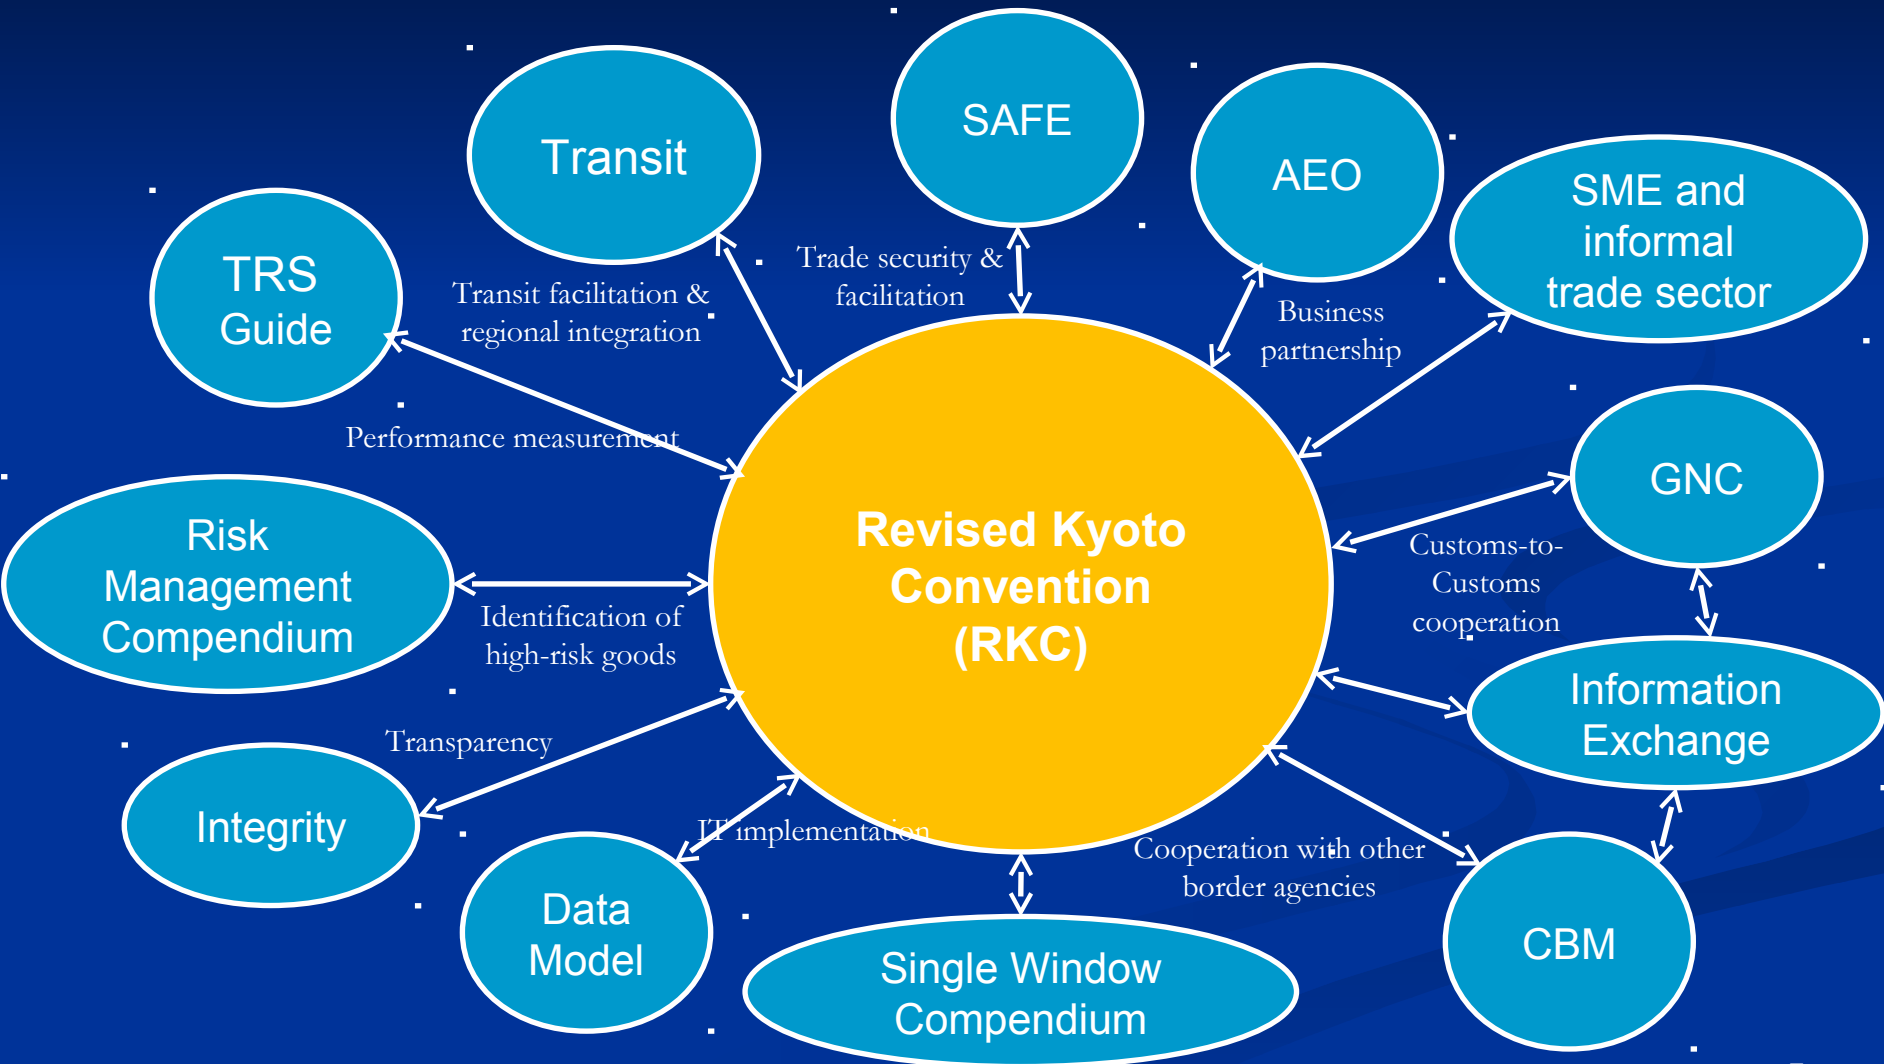 SAFE
Transit
AEO
SME and
informal
trade sector
TRS
Guide
Trade security &
facilitation
Transit facilitation &
regional integration
Business
partnership
Performance measurement
GNC
Risk
Management
Compendium
Revised Kyoto
Convention
(RKC)
Customs-to-
Customs
cooperation
Identification of
high-risk goods
Information
Exchange
Transparency
Integrity
IT implementation
Cooperation with other
border agencies
Data
Model
CBM
Single Window
Compendium